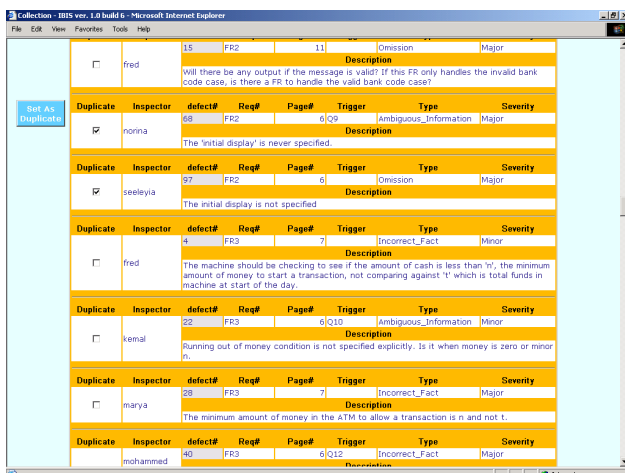 Collection - IBIS ver. 1.0 build 6 - Microsoft Internet Explorer
File Edit View Favorites Tools Help
15 FR2 11 Omission Major
fred
Description
Will there be any output if the message is valid? If this FR only handles the invalid bank
code case, is there a FR to handle the valid bank code case?
Set As
Duplicate
Duplicate Inspector defect# Req# Page# Trigger Type Severity
68 FR2 6 Q9 Ambiguous_Information Major
norina
Description
The 'initial display' is never specified.
Duplicate Inspector defect# Req# Page# Trigger Type Severity
97 FR2 6 Omission Major
seeleyia
Description
The initial display is not specified
Duplicate Inspector defect# Req# Page# Trigger Type Severity
4 FR3 7 Incorrect_Fact Minor
fred
Description
The machine should be checking to see if the amount of cash is less than 'n', the minimum
amount of money to start a transaction, not comparing against 't' which is total funds in
machine at start of the day.
Duplicate Inspector defect# Req# Page# Trigger Type Severity
22 FR3 6 Q10 Ambiguous_Information Minor
kemal
Description
Running out of money condition is not specified explicitly. Is it when money is zero or minor
n.
Duplicate Inspector defect# Req# Page# Trigger Type Severity
28 FR3 7 Incorrect_Fact Major
marya
Description
The minimum amount of money in the ATM to allow a transaction is n and not t.
Duplicate Inspector defect# Req# Page# Trigger Type Severity
40 FR3 6 Q12 Incorrect_Fact Major
mohammed
Description